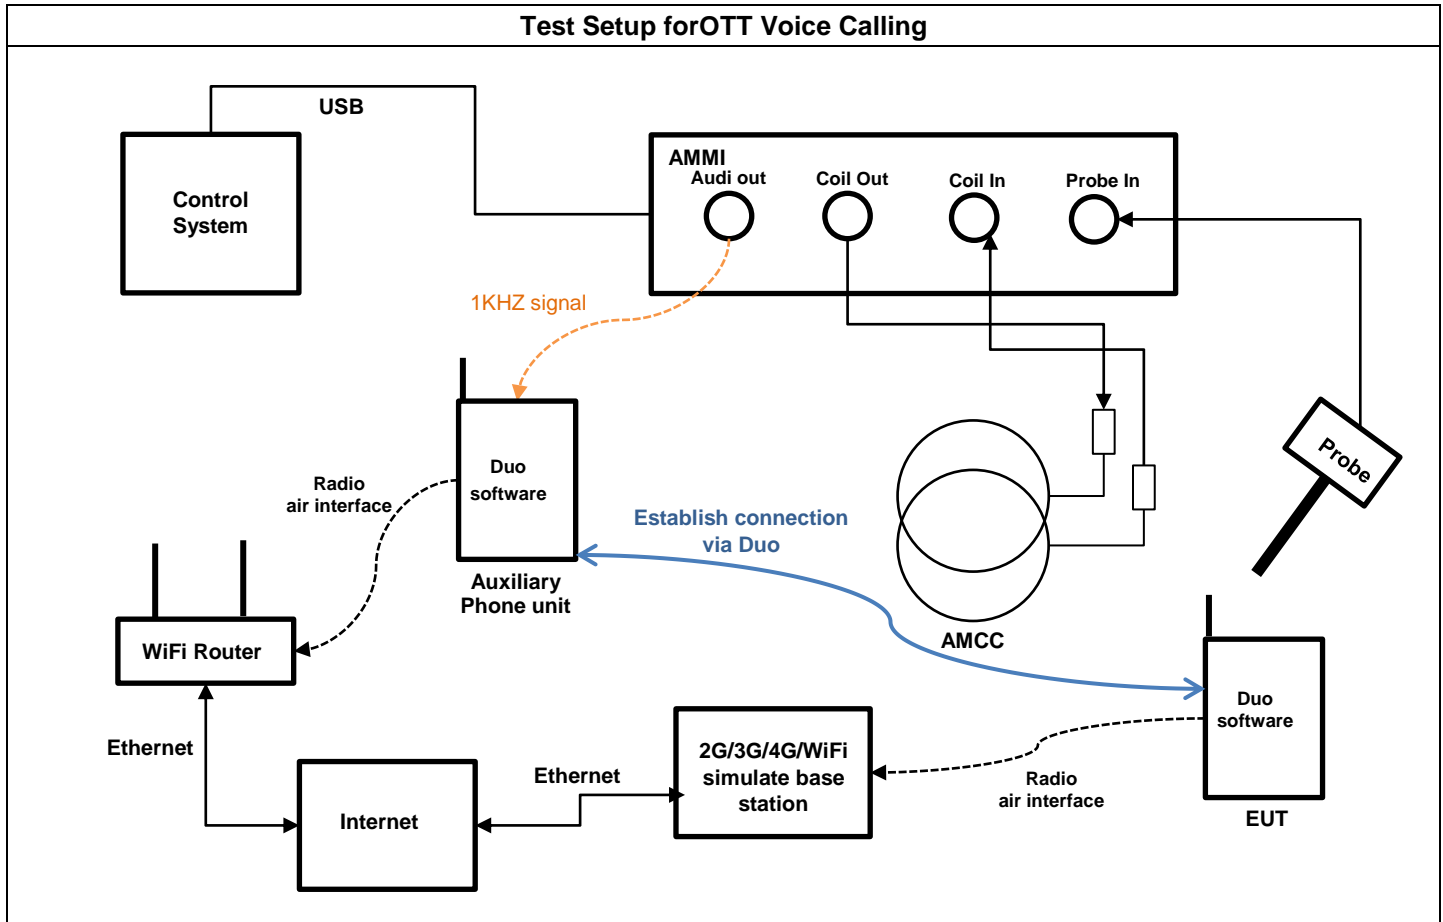 Test Setup forOTT Voice Calling
USB
Control
System
AMMI
Audi out
Coil Out
Coil In
Probe In
1KHZ signal
Probe
Duo
software
Radio
air interface
Establish connection
via Duo
Auxiliary
Phone unit
AMCC
WiFi Router
Duo
software
Ethernet
2G/3G/4G/WiFi
simulate base
station
Ethernet
Radio
air interface
Internet
EUT